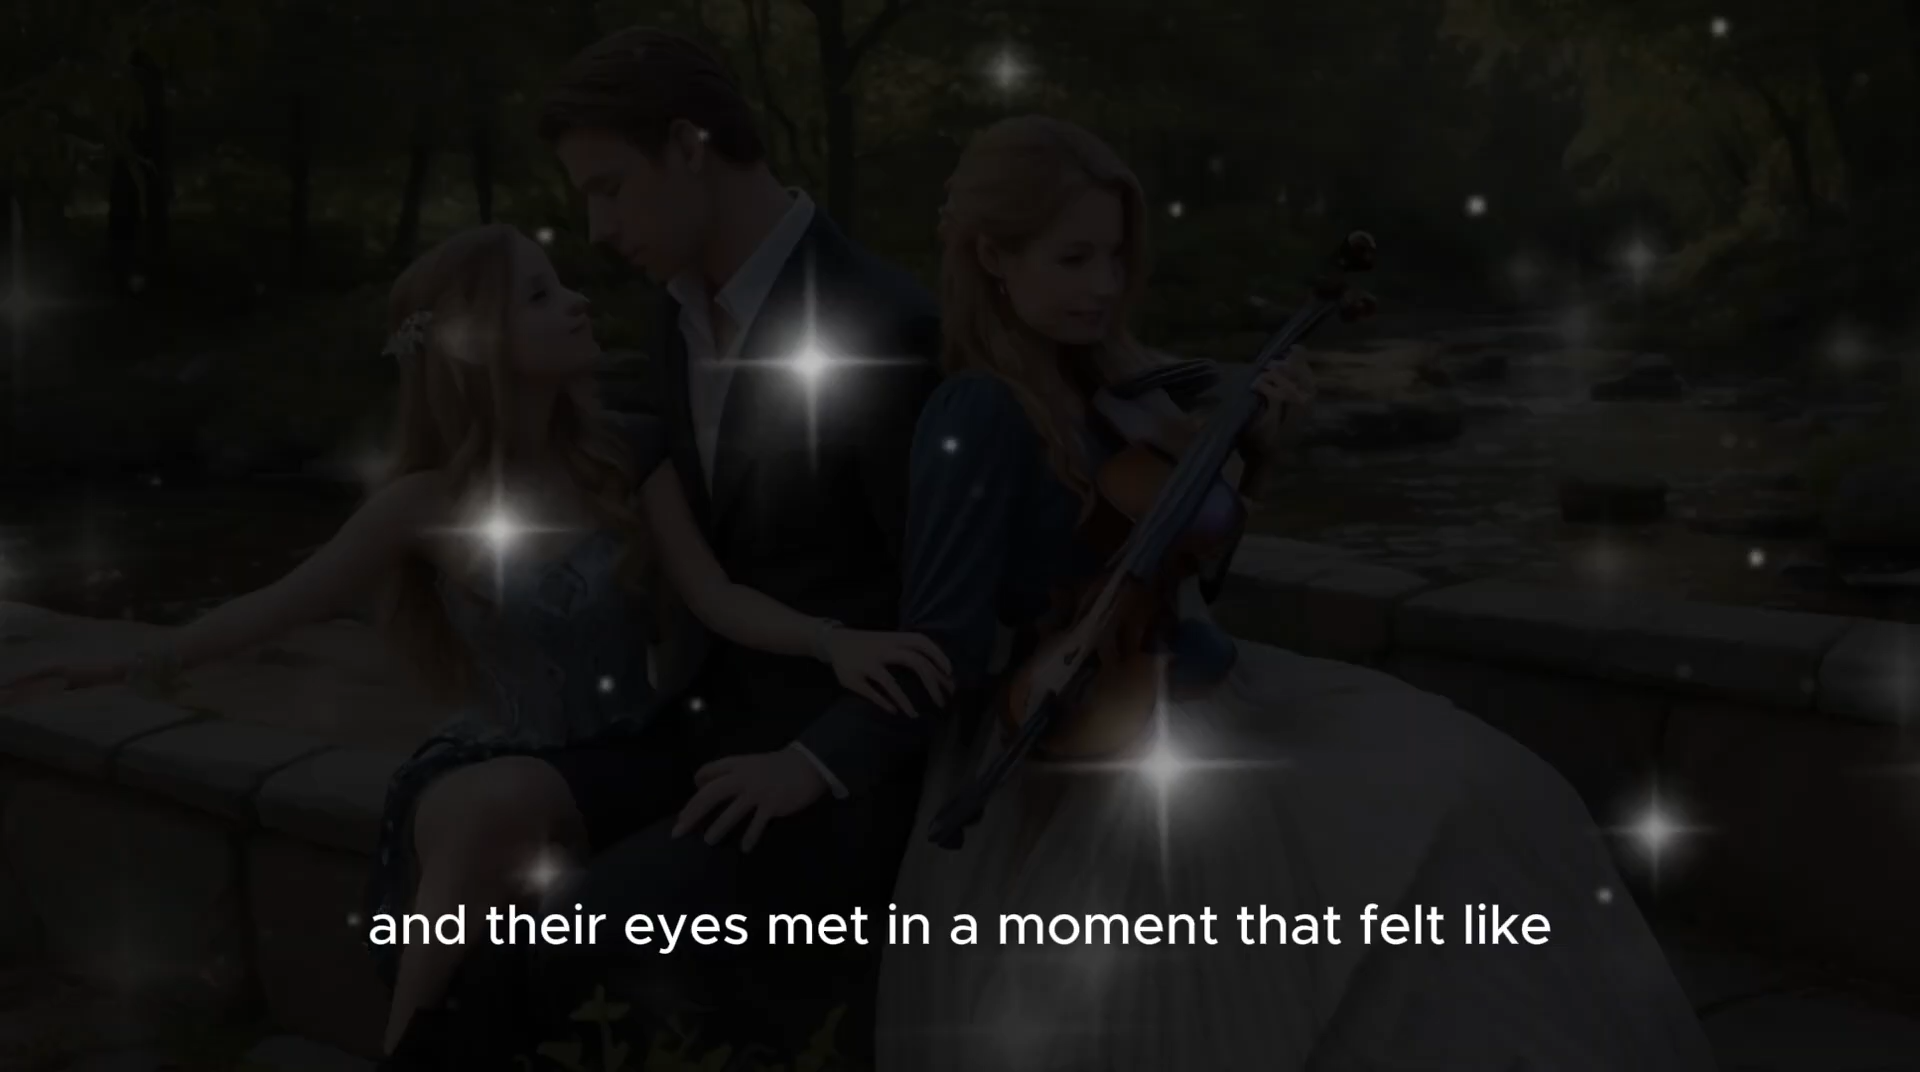 and their eyes met in a moment that felt like